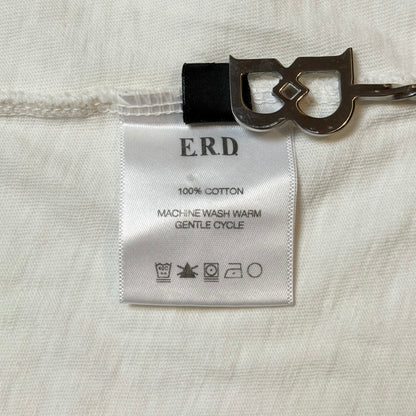 E.R.D.
100% COTTON
MACHINE WASH WARM
GENTLE CYCLE